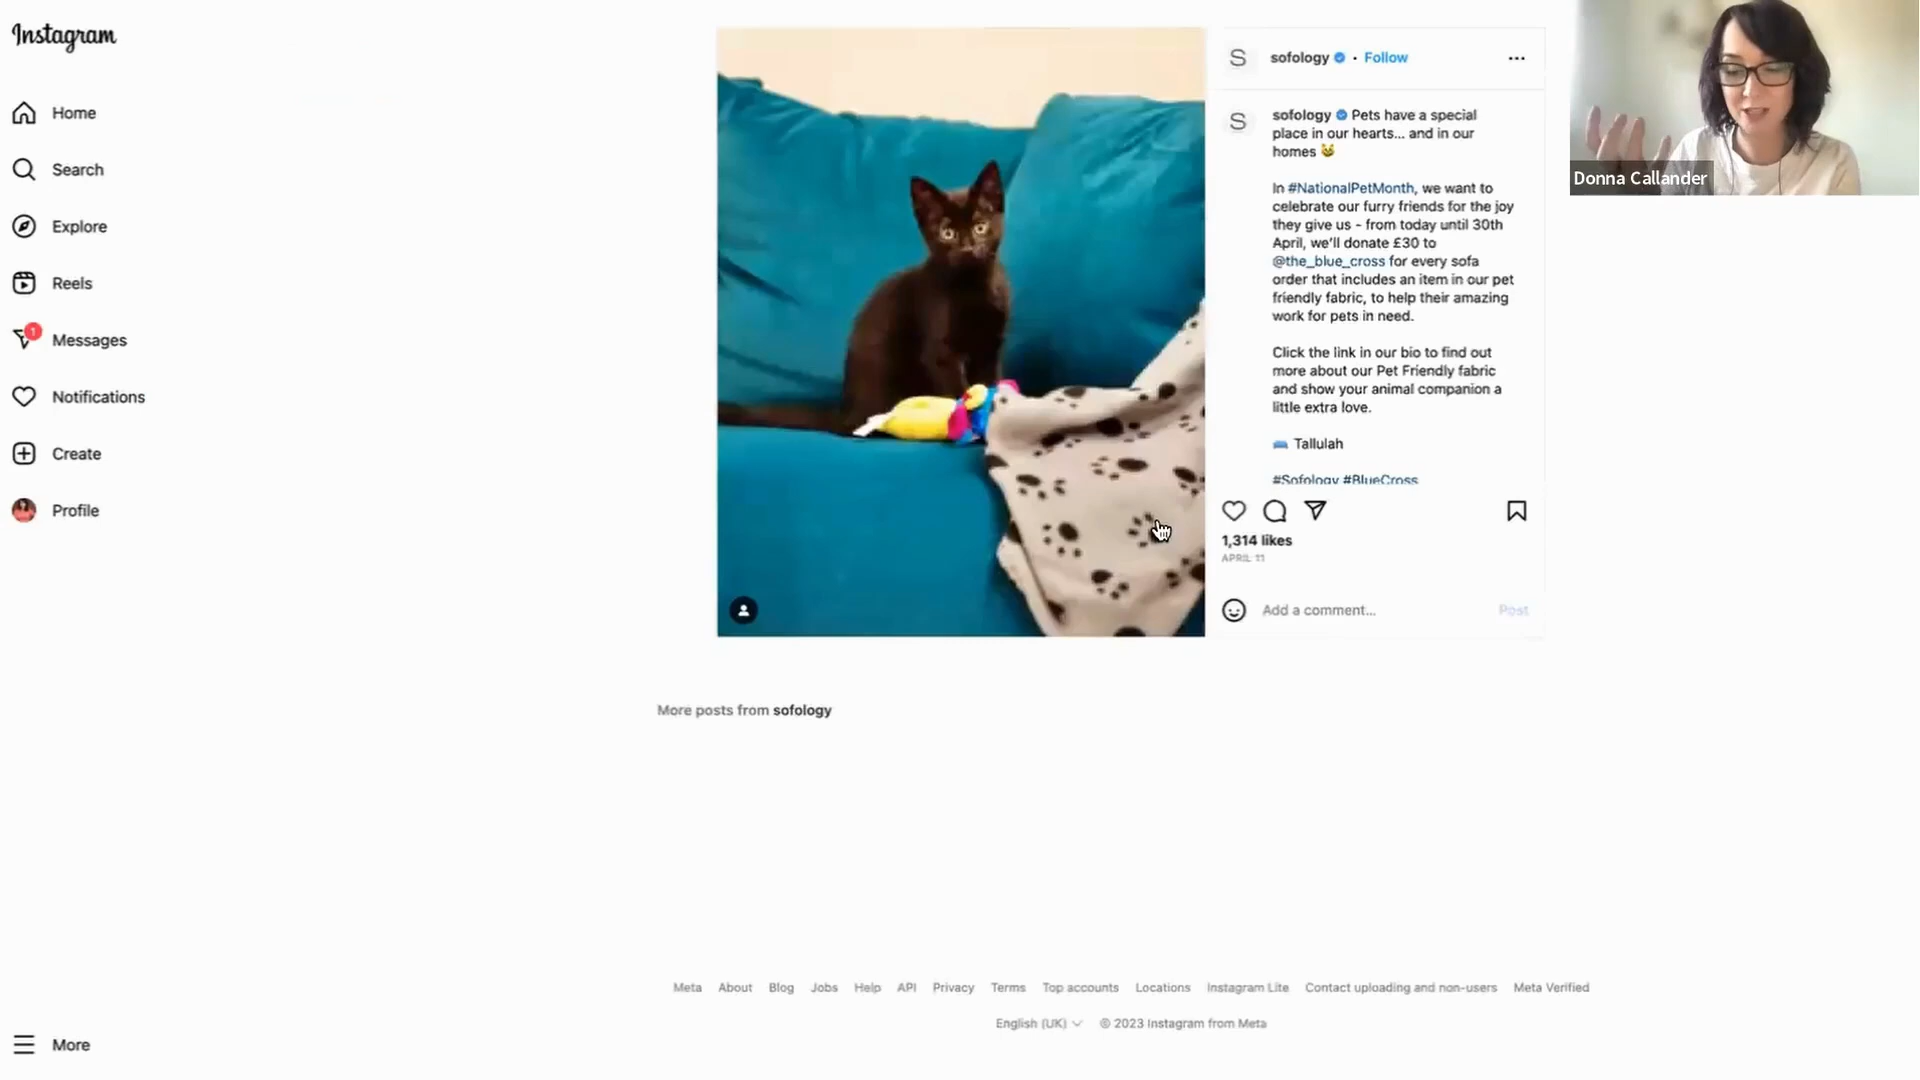 Instagram
Home
Search
Explore
Reels
1
Messages
Notifications
Create
Profile
More
S
sofology • Follow
S
sofology Pets have a special
place in our hearts... and in our
homes 😺
In #NationalPetMonth, we want to
celebrate our furry friends for the joy
they give us - from today until 30th
April, we'll donate £30 to
@the_blue_cross for every sofa
order that includes an item in our pet
friendly fabric, to help their amazing
work for pets in need.
Click the link in our bio to find out
more about our Pet Friendly fabric
and show your animal companion a
little extra love.
🛋 Tallulah
#Sofology #BlueCross
1,314 likes
APRIL 11
Add a comment...
Post
Donna Callander
More posts from sofology
Meta About Blog Jobs Help API Privacy Terms Top accounts Locations Instagram Lite Contact uploading and non-users Meta Verified
English (UK) © 2023 Instagram from Meta